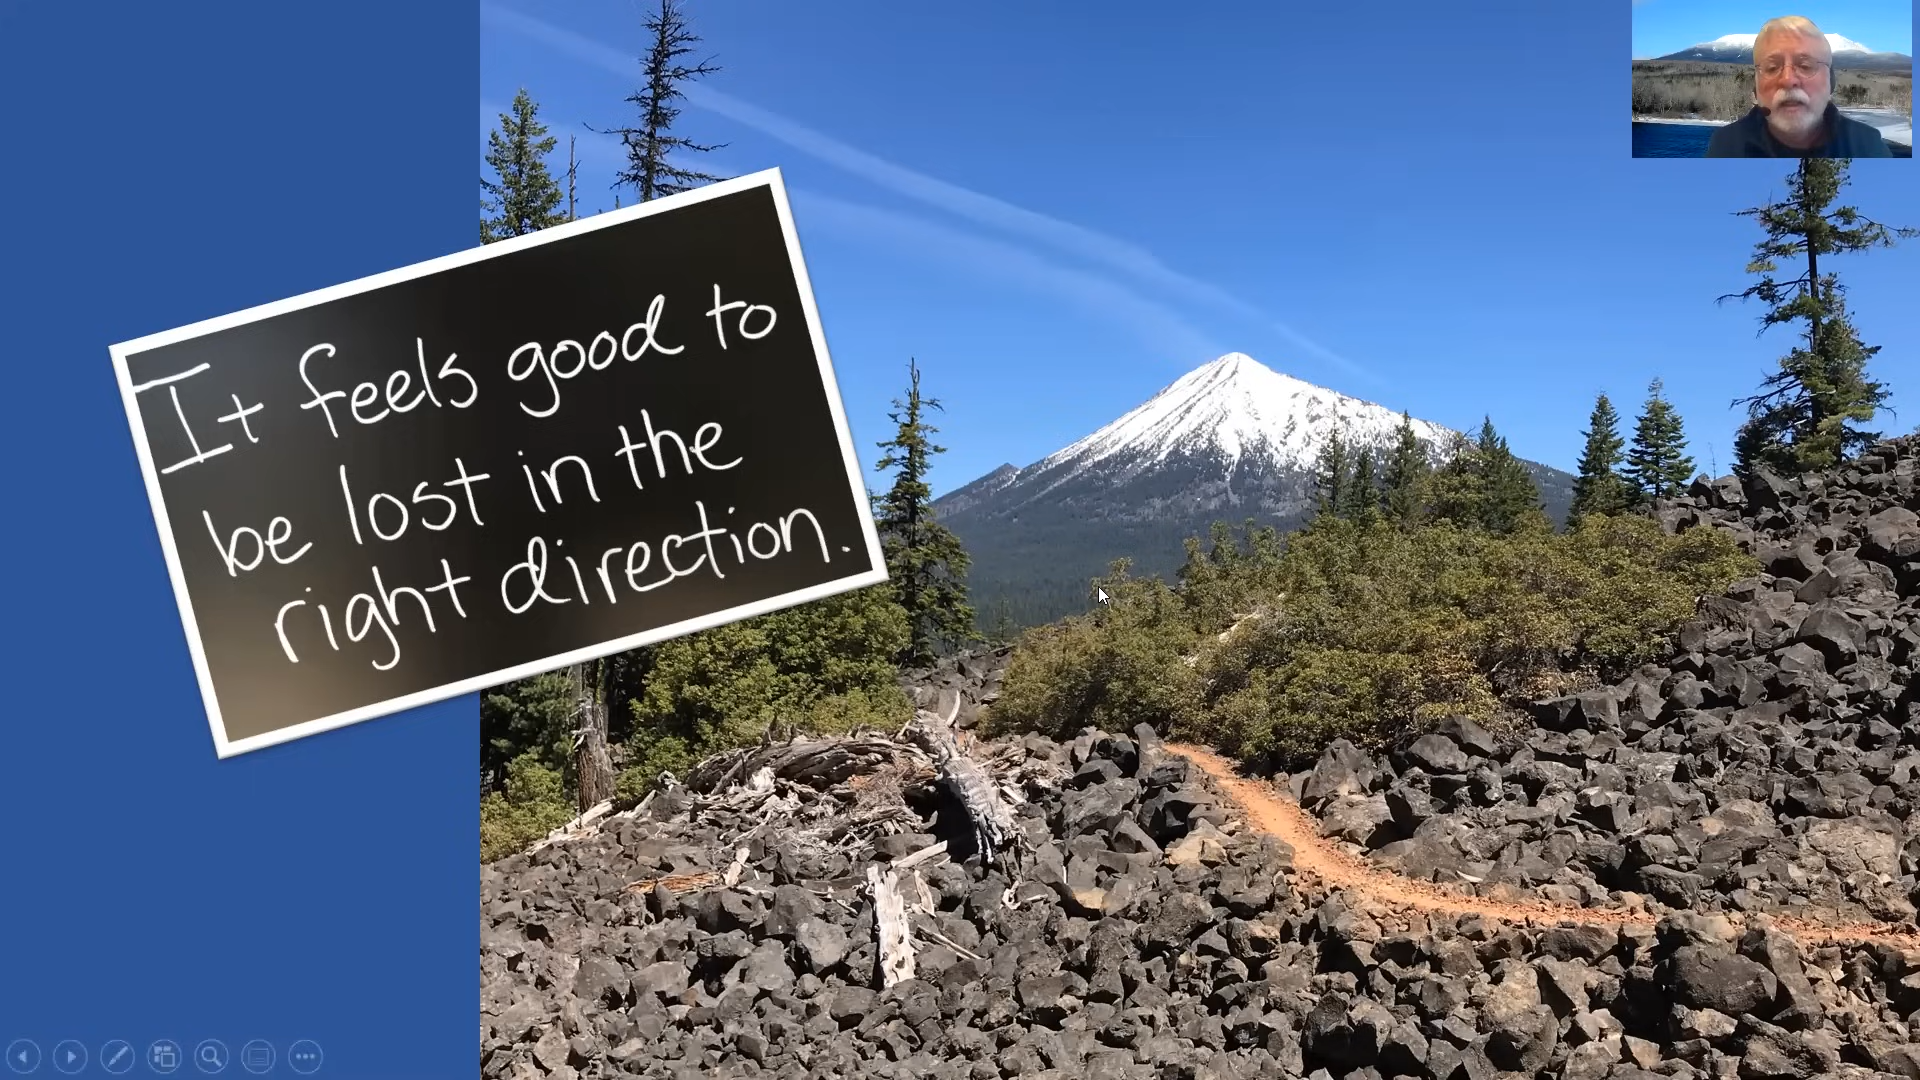 It feels good to
be lost in the
right direction.